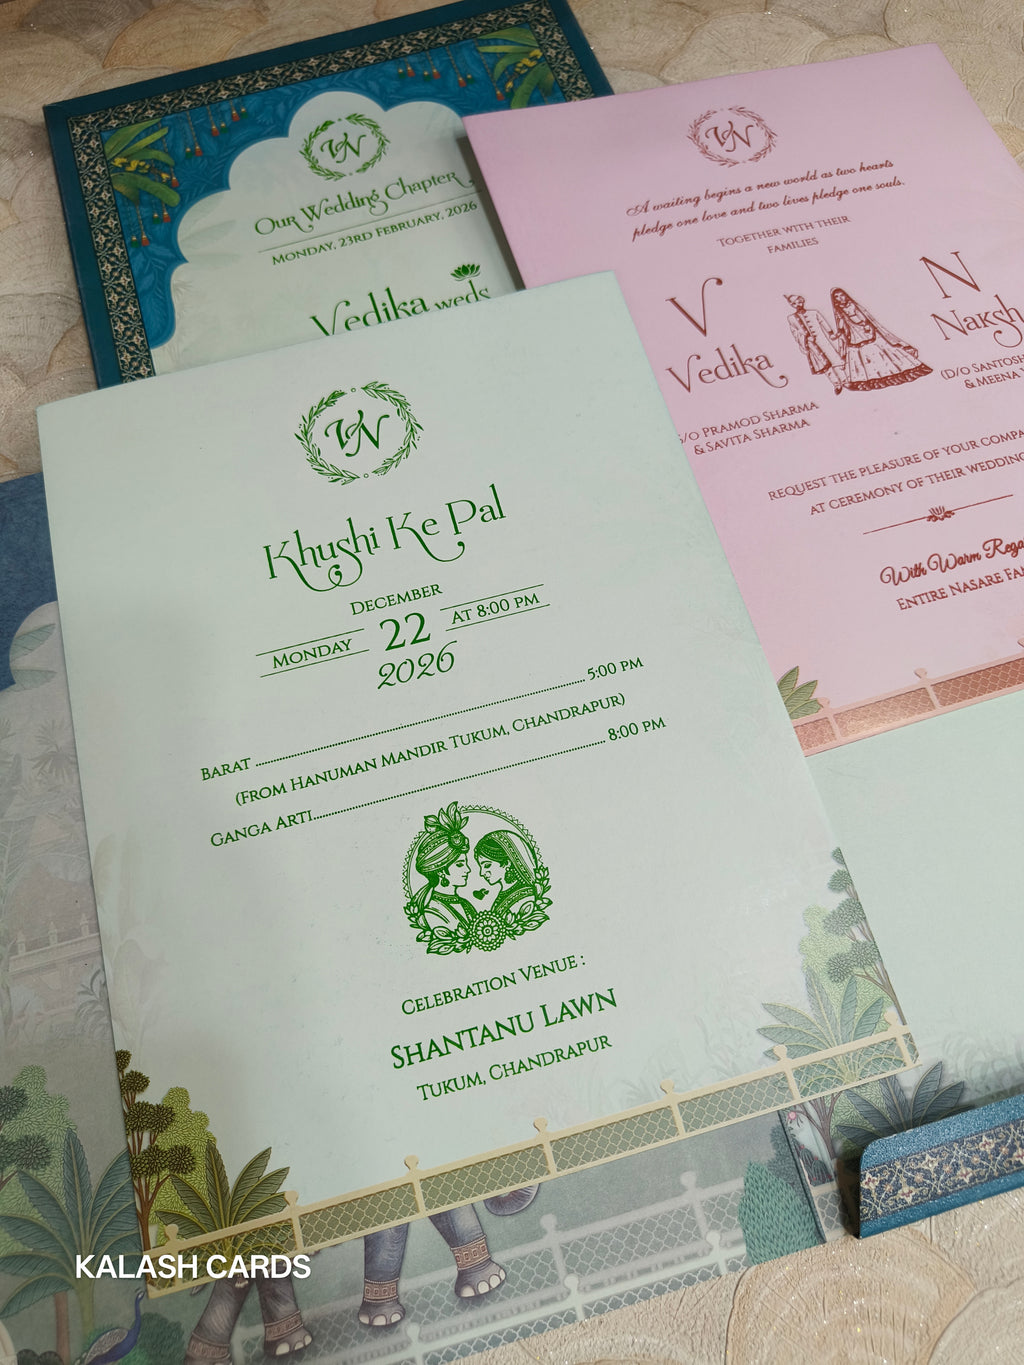 VN
Our Wedding Chapter
Monday, 23rd February, 2026
Vedika weds
VN
A waiting begins a new world as two hearts
pledge one love and two lives pledge one souls.
Together with their
families
V
Vedika
S/O Pramod Sharma
& Savita Sharma
N
(D/O Santosh
& Meena
Request the pleasure of your
at ceremony of their wedding
With Warm
Entire Nasare
VN
Khushi Ke Pal
December
Monday 22 at 8:00 pm
2026
Barat ........................ 5:00 pm
(From Hanuman Mandir Tukum, Chandrapur)
Ganga Arti........................ 8:00 pm
Celebration Venue :
Shantanu Lawn
Tukum, Chandrapur
KALASH CARDS